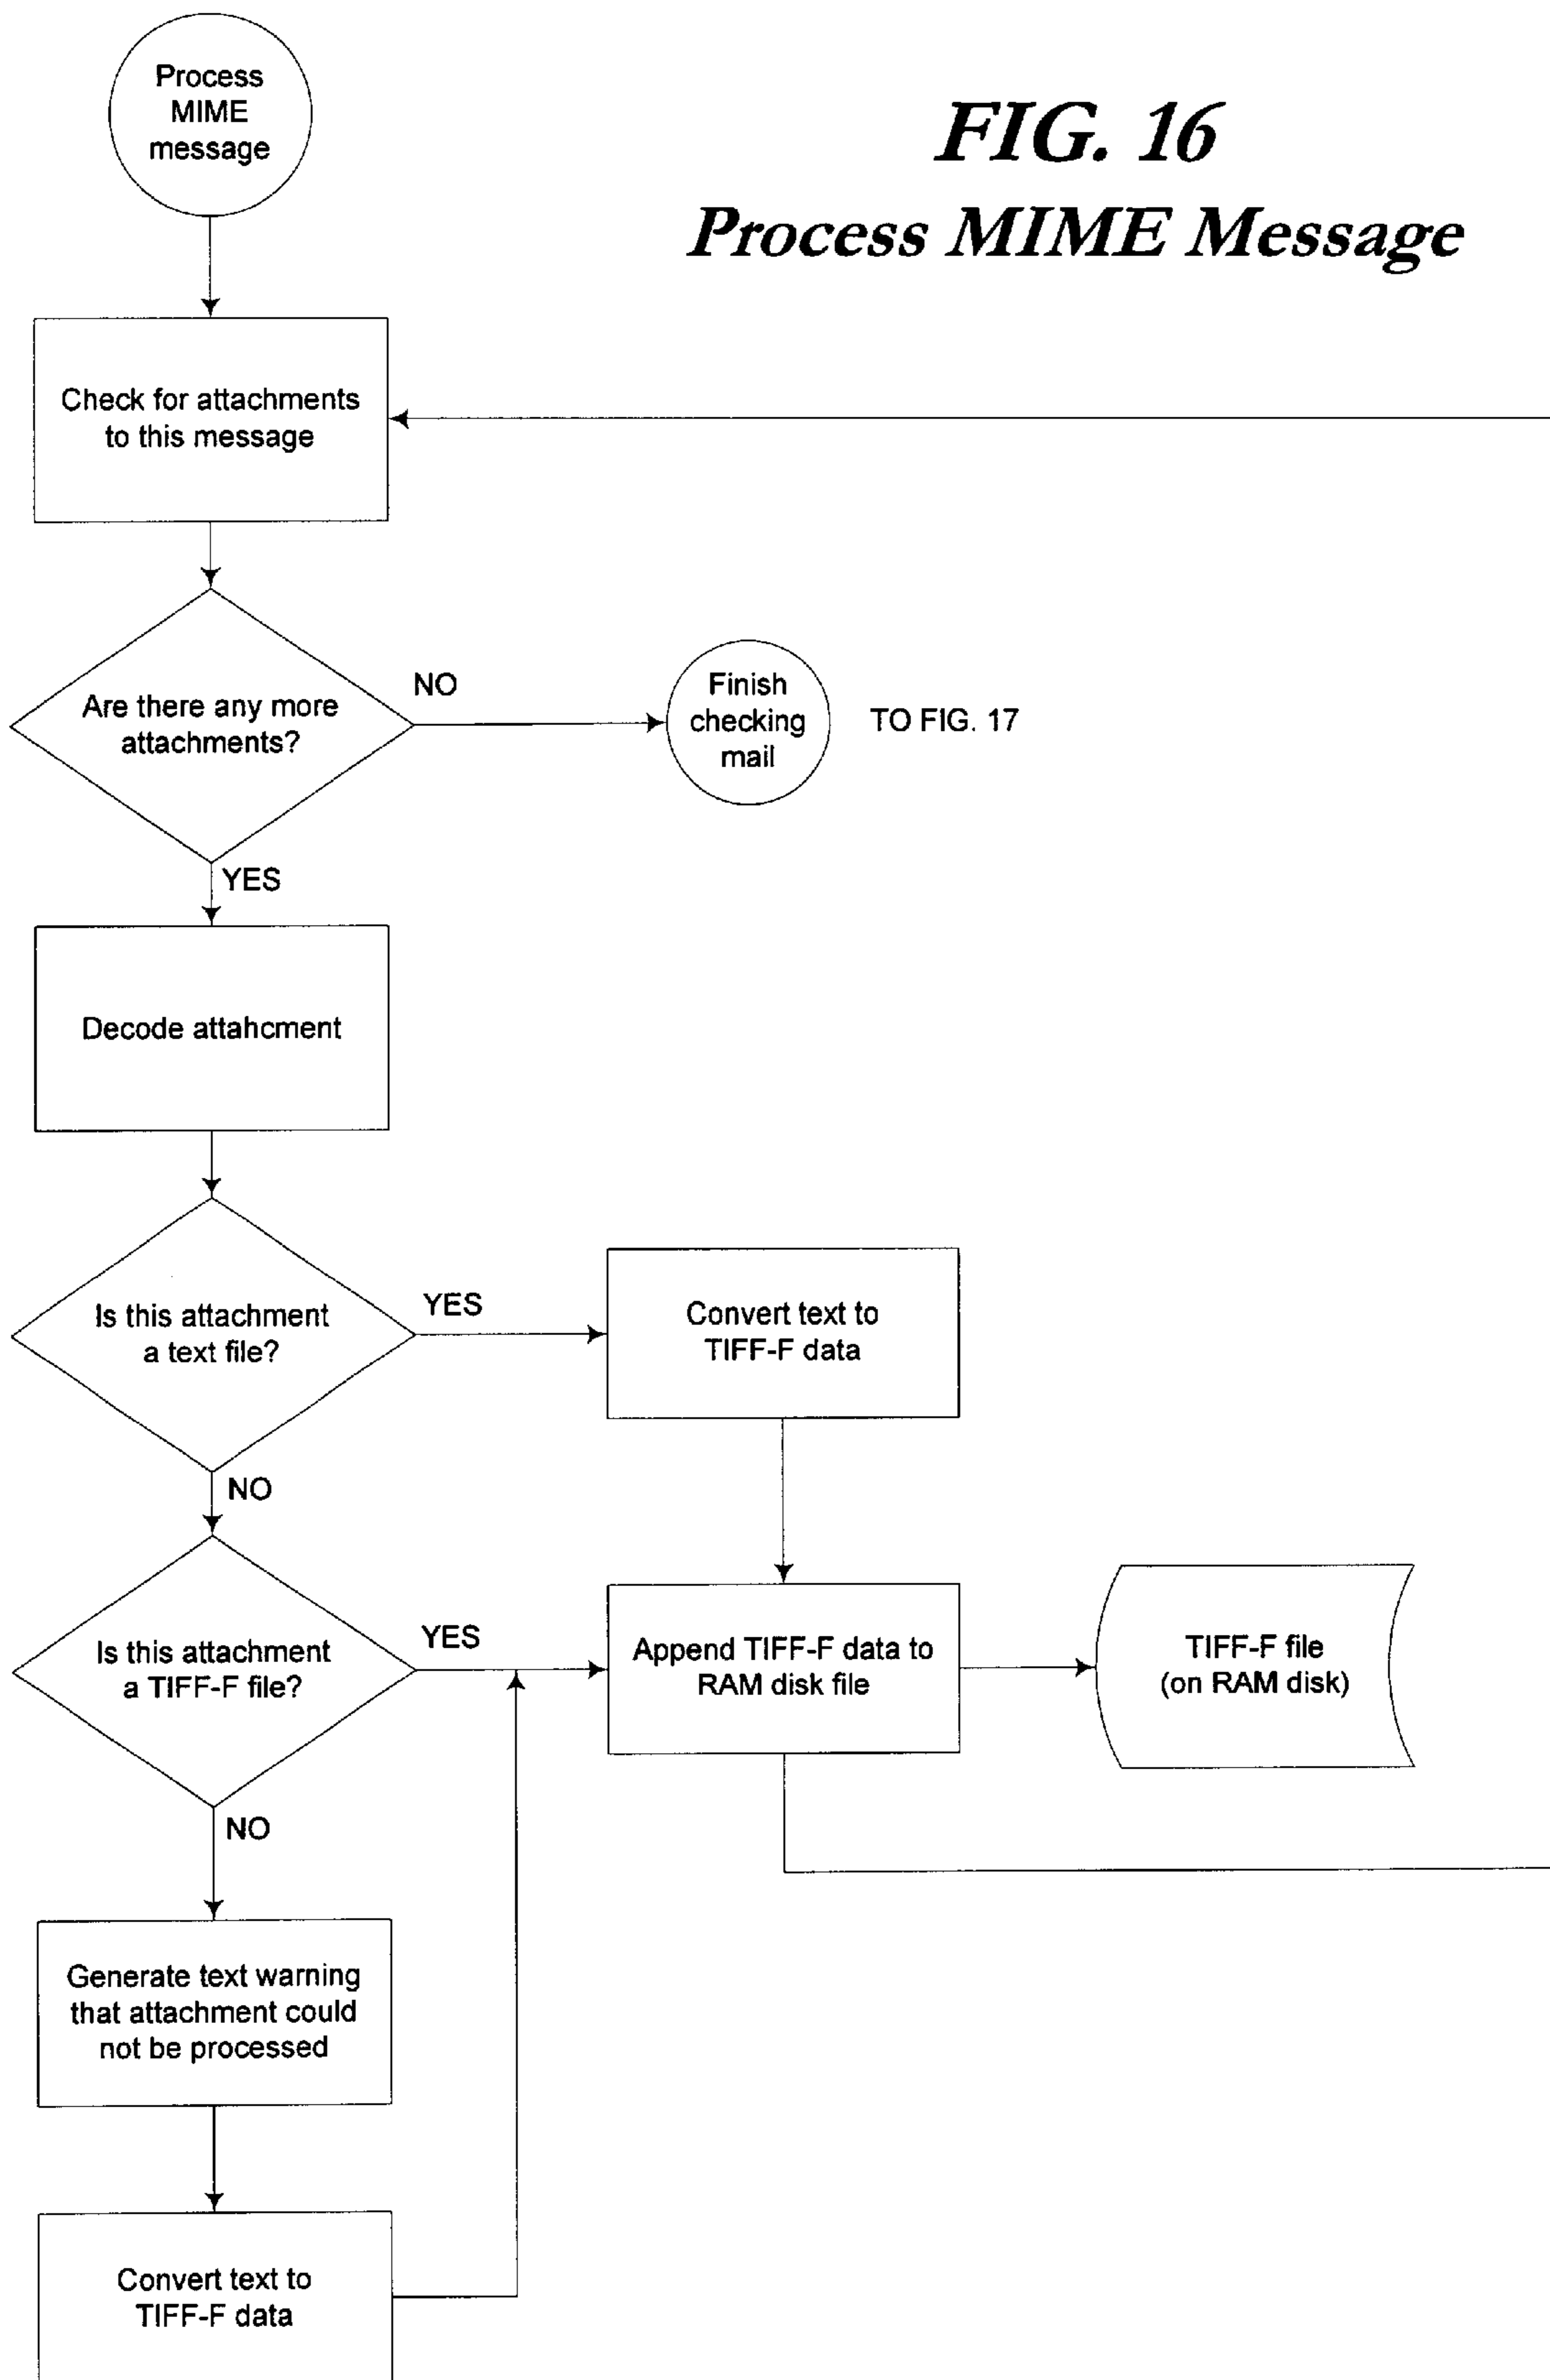 Process
MIME
message
FIG. 16
Process MIME Message
Check for attachments
to this message
Are there any more
attachments?
NO
Finish
checking
mail
TO FIG. 17
YES
Decode attahcment
Is this attachment
a text file?
YES
Convert text to
TIFF-F data
NO
Is this attachment
a TIFF-F file?
YES
Append TIFF-F data to
RAM disk file
TIFF-F file
(on RAM disk)
NO
Generate text warning
that attachment could
not be processed
Convert text to
TIFF-F data